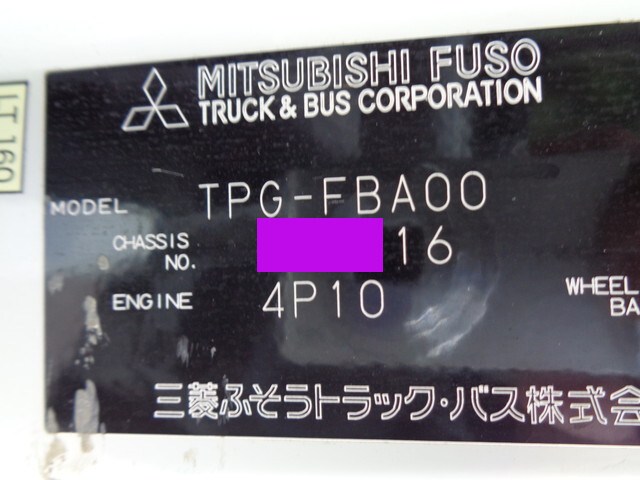 MITSUBISHI FUSO
TRUCK & BUS CORPORATION
MODEL TPG-FBA00
CHASSIS NO. 16
ENGINE 4P10
WHEEL
BA
三菱ふそうトラック・バス株式会
LT 160